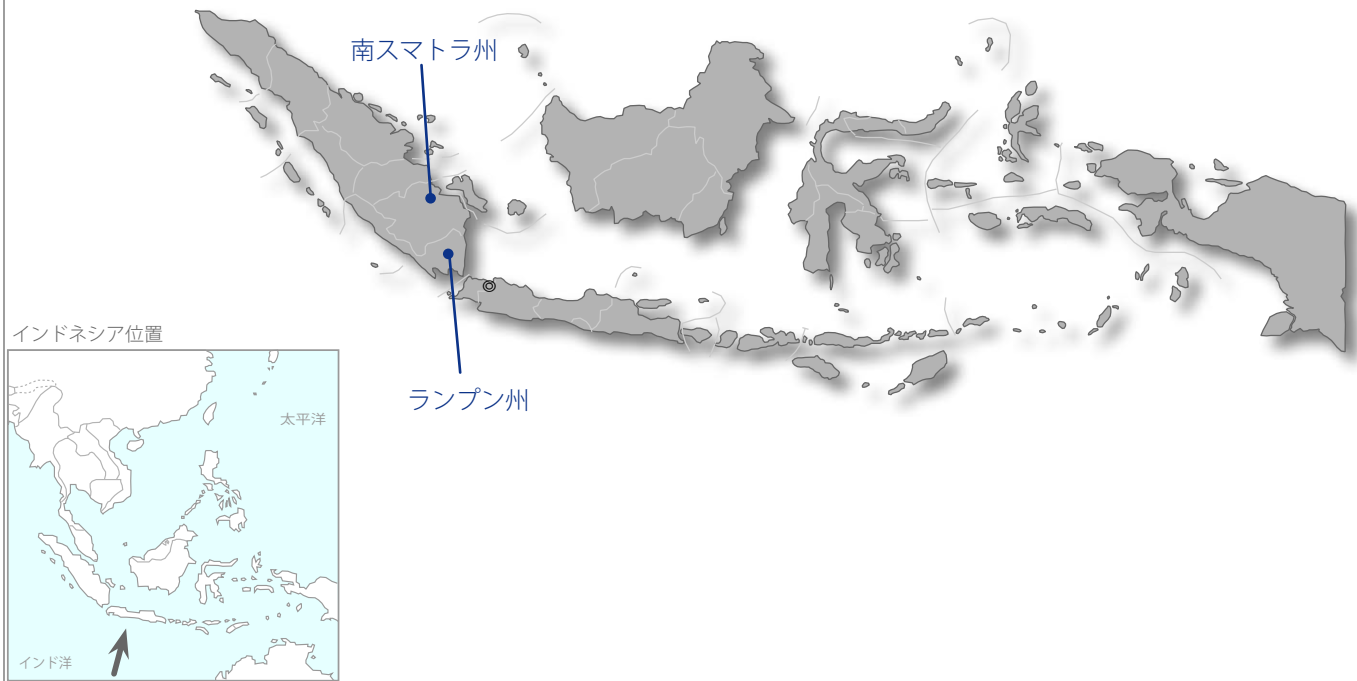 南スマトラ州
ランプン州
インドネシア位置
太平洋
インド洋